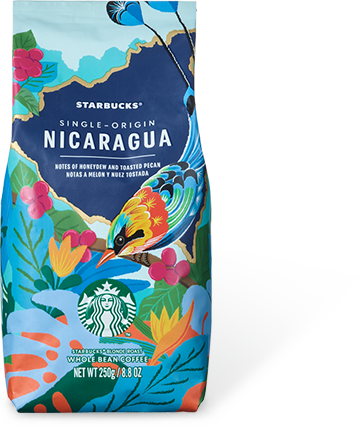 STARBUCKS®
SINGLE-ORIGIN
NICARAGUA
NOTES OF HONEYDEW AND TOASTED PECAN
NOTAS A MELON Y NUEZ TOSTADA
STARBUCKS® BLONDE ROAST
WHOLE BEAN COFFEE
NET WT 250g / 8.8 OZ